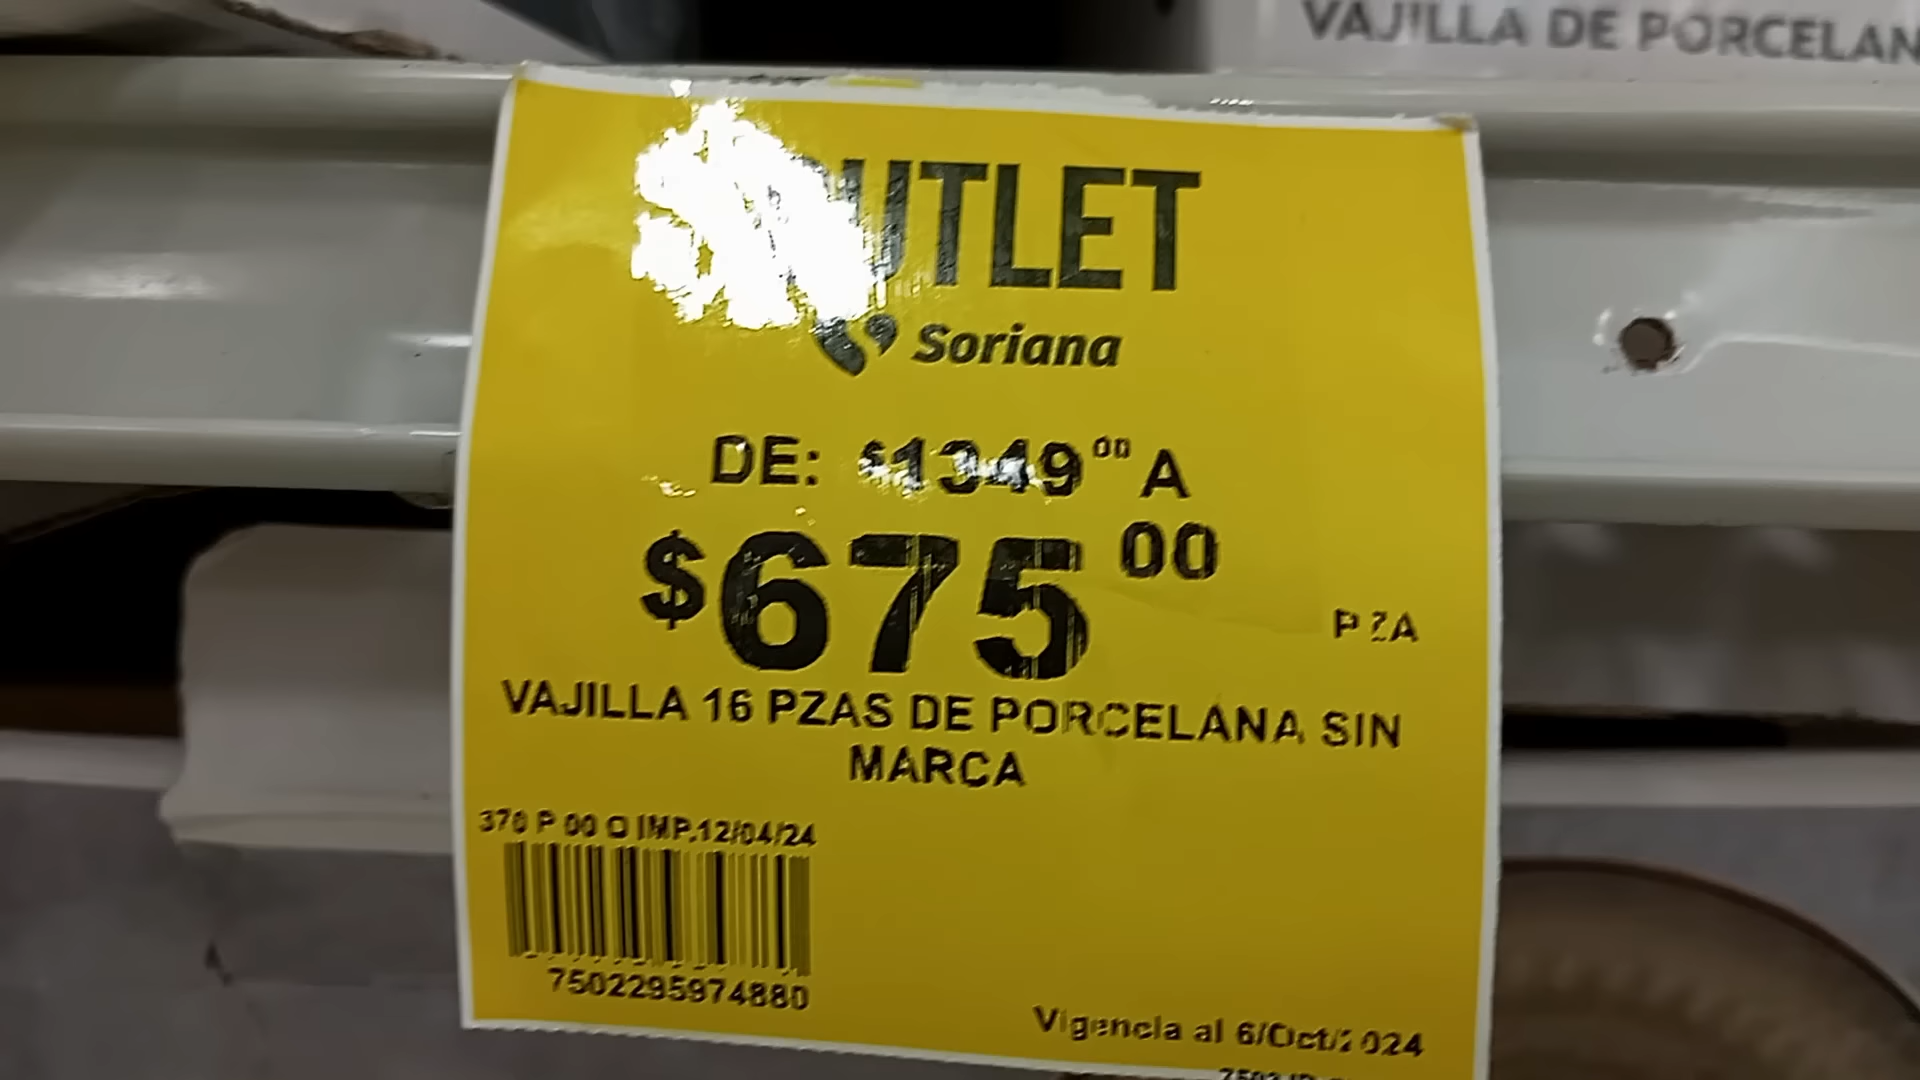 VAJILLA DE PORCELAN
OUTLET
Soriana
DE: $1349.00 A
$675.00
PZA
VAJILLA 16 PZAS DE PORCELANA SIN
MARCA
370 P 00 O IMP.12/04/24
7502295974880
Vigencia al 6/Oct/2024